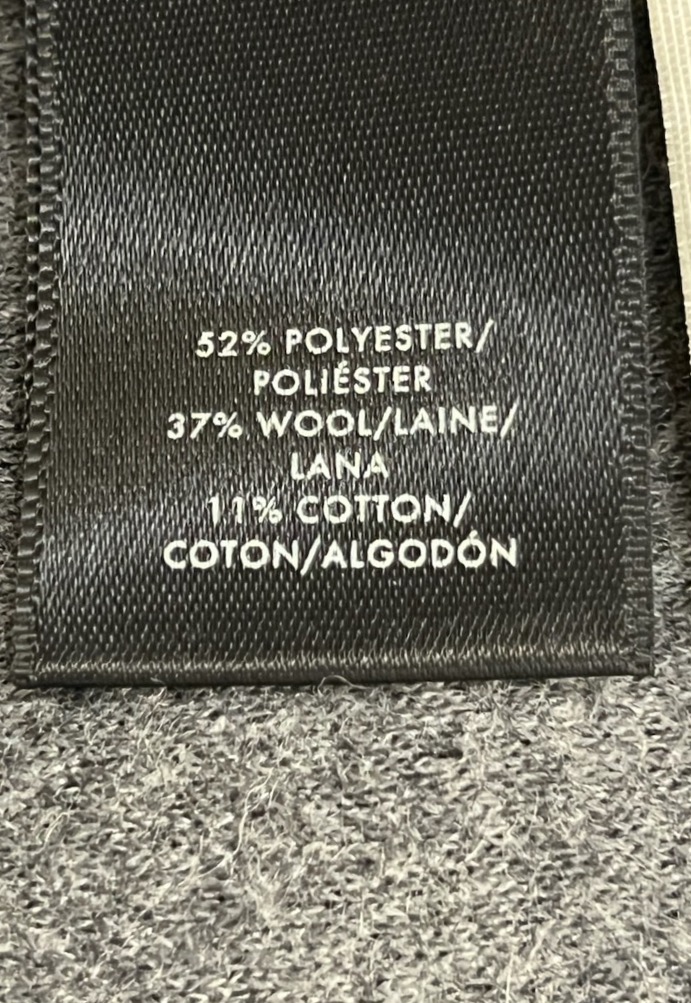 52% POLYESTER/
POLIÉSTER
37% WOOL/LAINE/
LANA
11% COTTON/
COTON/ALGODÓN